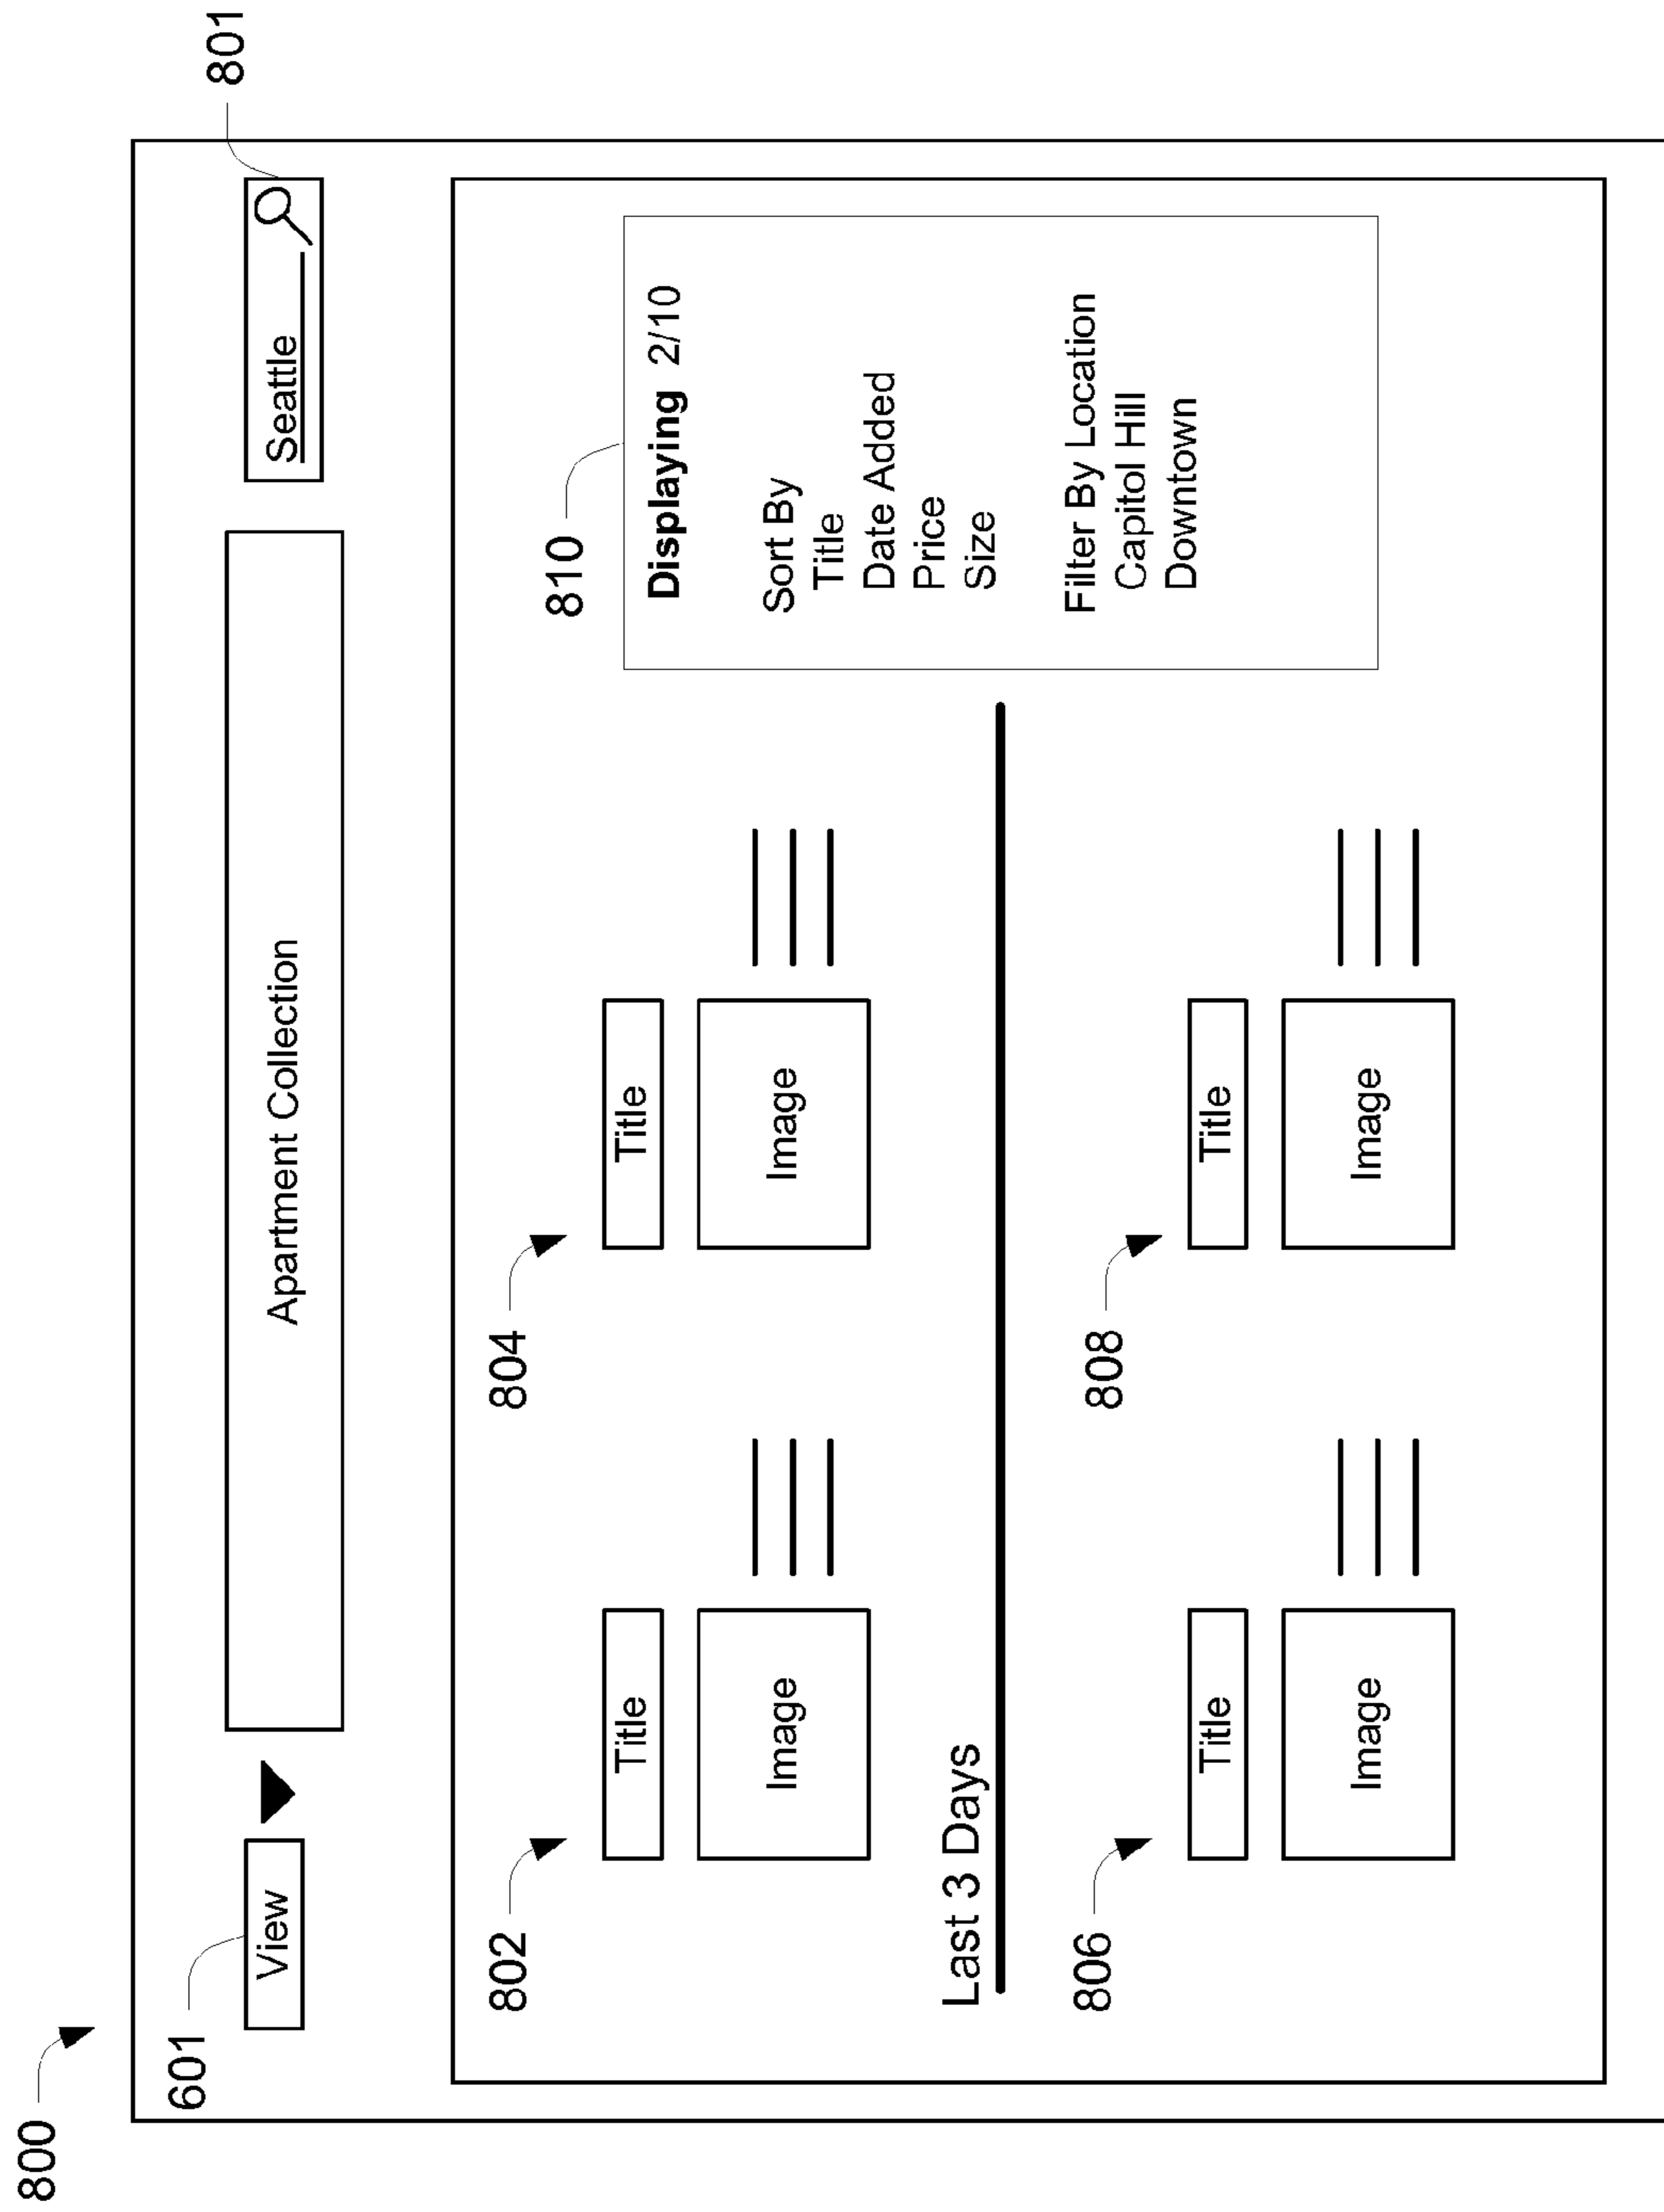 800
601
801
View
Apartment Collection
Seattle
802
804
810
Title
Title
Displaying 2/10
Image
Image
Sort By
Title
Date Added
Price
Size
Last 3 Days
Filter By Location
Capitol Hill
Downtown
806
808
Title
Title
Image
Image